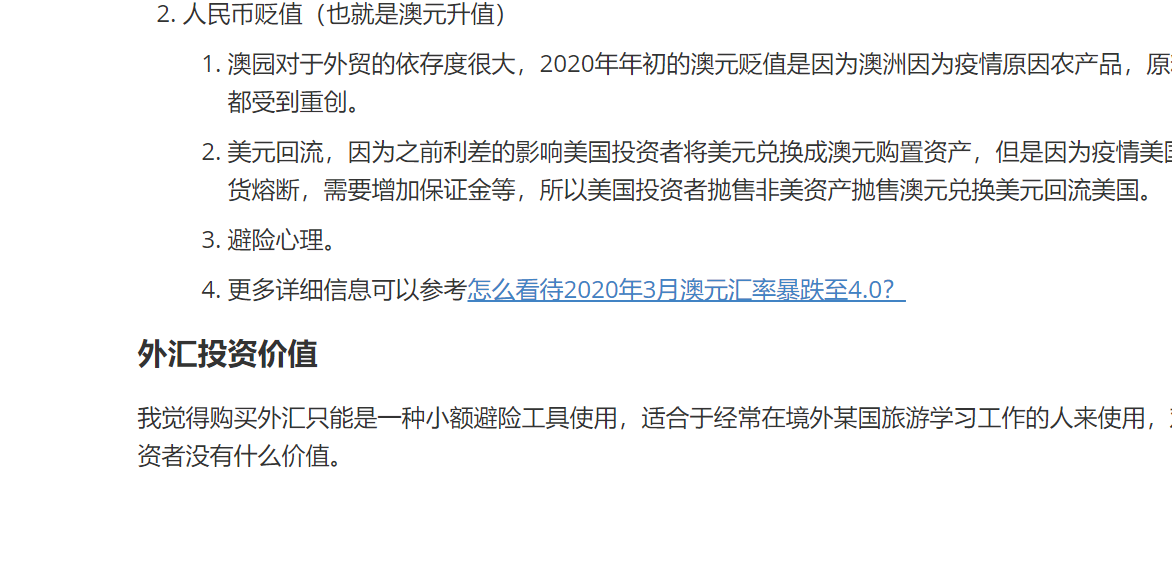 2. 人民币贬值（也就是澳元升值）
1. 澳园对于外贸的依存度很大，2020年年初的澳元贬值是因为澳洲因为疫情原因农产品，原
都受到重创。
2. 美元回流，因为之前利差的影响美国投资者将美元兑换成澳元购置资产，但是因为疫情美国
货熔断，需要增加保证金等，所以美国投资者抛售非美资产抛售澳元兑换美元回流美国。
3. 避险心理。
4. 更多详细信息可以参考怎么看待2020年3月澳元汇率暴跌至4.0？
外汇投资价值
我觉得购买外汇只能是一种小额避险工具使用，适合于经常在境外某国旅游学习工作的人来使用，
资者没有什么价值。